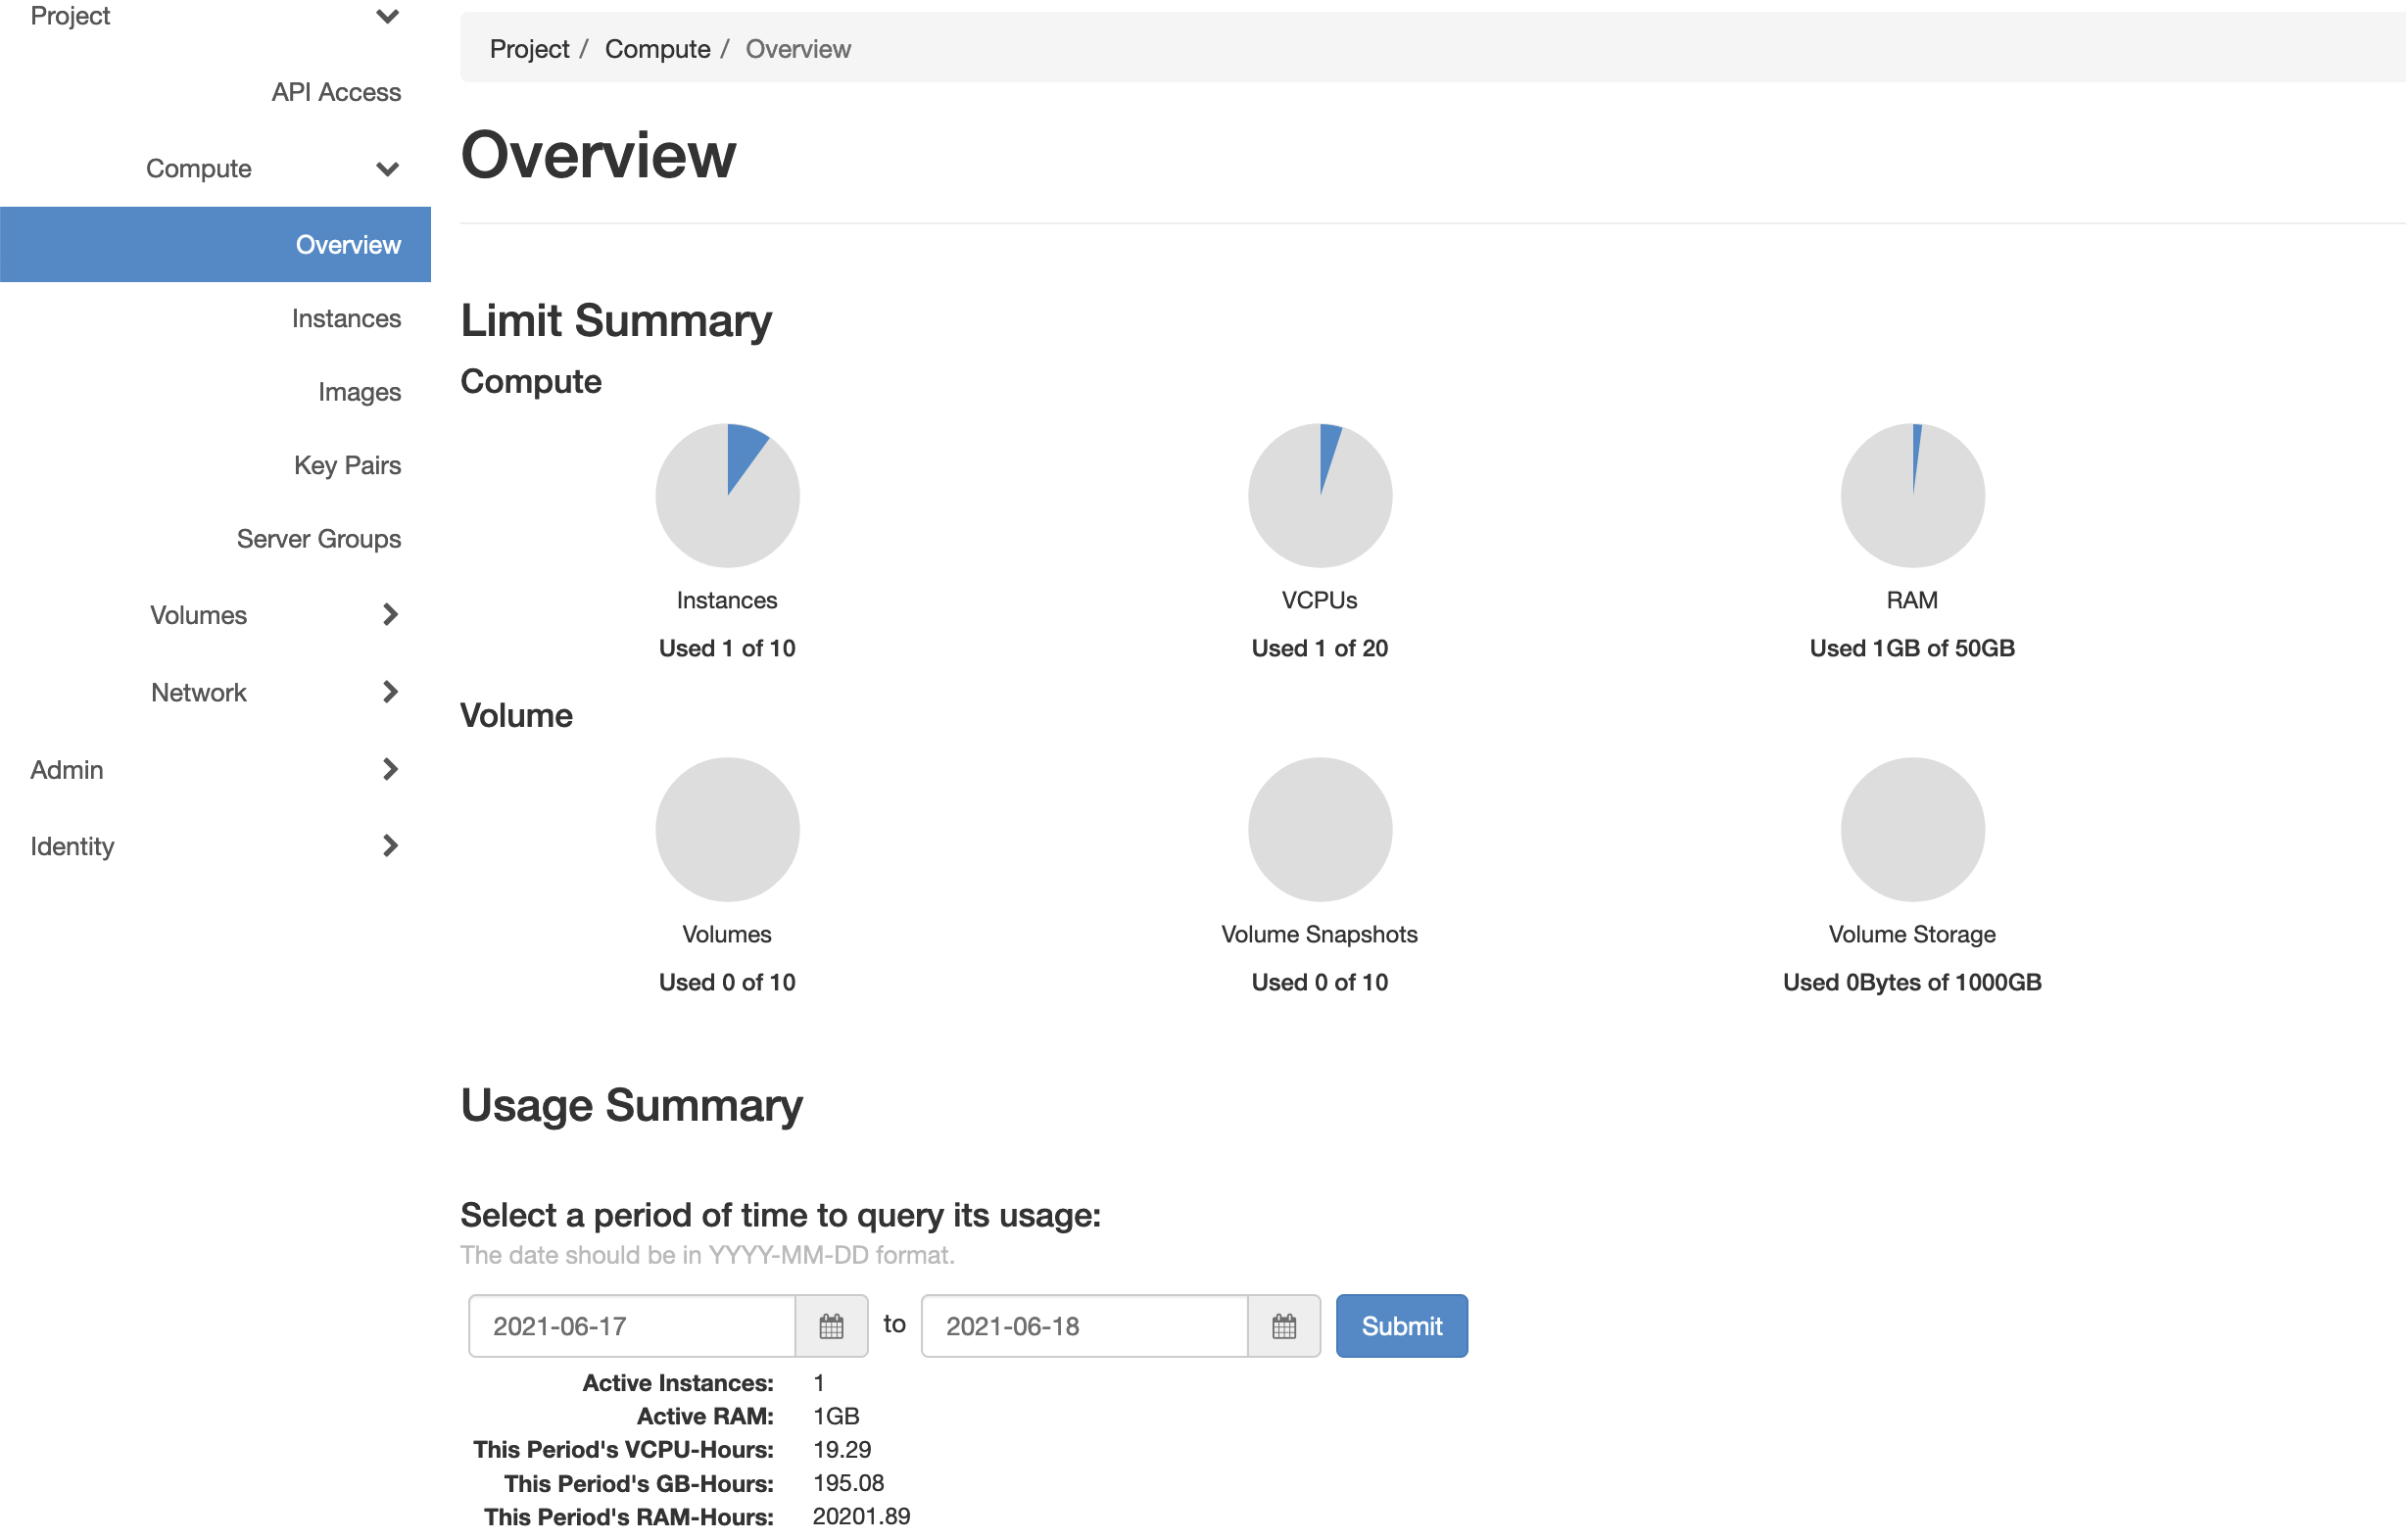 Project
API Access
Compute
Overview
Instances
Images
Key Pairs
Server Groups
Volumes
Network
Admin
Identity
Project / Compute / Overview
Overview
Limit Summary
Compute
Instances
Used 1 of 10
VCPUs
Used 1 of 20
RAM
Used 1GB of 50GB
Volume
Volumes
Used 0 of 10
Volume Snapshots
Used 0 of 10
Volume Storage
Used 0Bytes of 1000GB
Usage Summary
Select a period of time to query its usage:
The date should be in YYYY-MM-DD format.
2021-06-17 to 2021-06-18 Submit
Active Instances: 1
Active RAM: 1GB
This Period's VCPU-Hours: 19.29
This Period's GB-Hours: 195.08
This Period's RAM-Hours: 20201.89